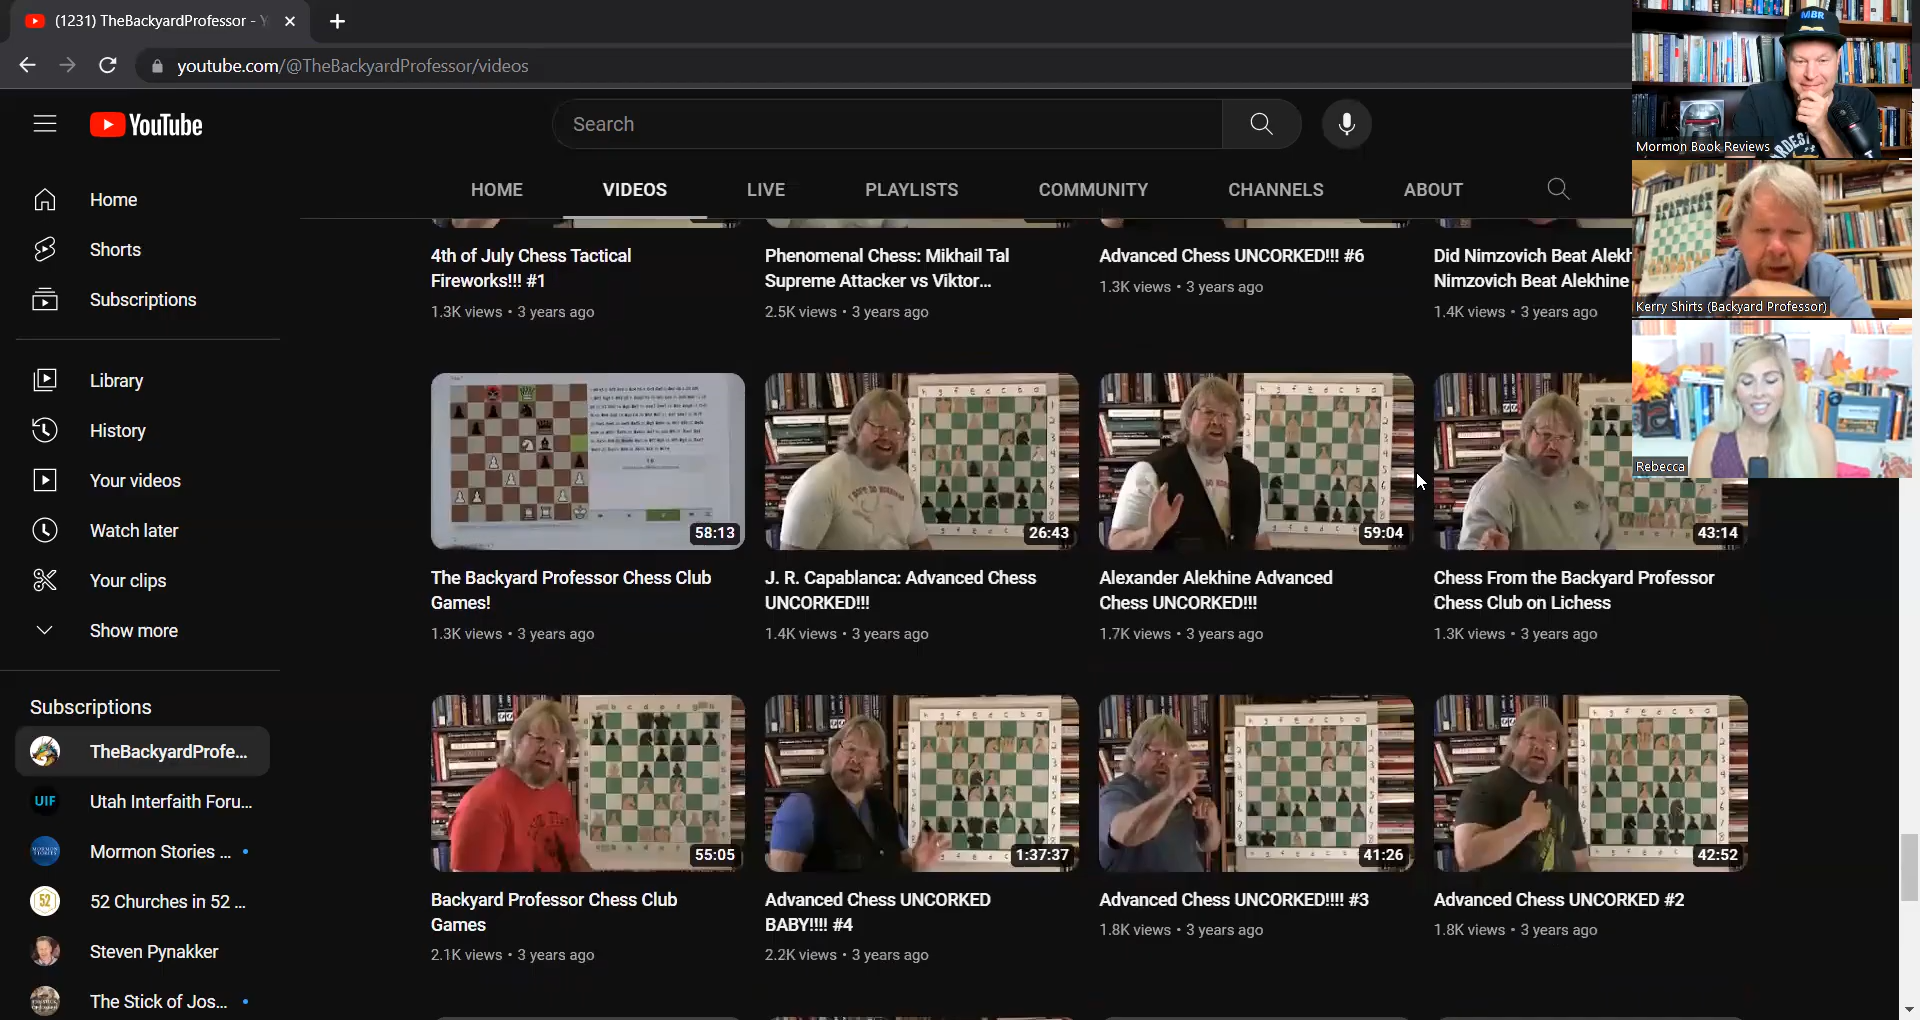 (1231) TheBackyardProfessor -
youtube.com/@TheBackyardProfessor/videos
YouTube
Search
HOME
VIDEOS
LIVE
PLAYLISTS
COMMUNITY
CHANNELS
ABOUT
Home
Shorts
Subscriptions
Library
History
Your videos
Watch later
Your clips
Show more
Subscriptions
TheBackyardProfe...
UIF
Utah Interfaith Foru...
Mormon Stories ...
52
52 Churches in 52 ...
Steven Pynakker
The Stick of Jos...
4th of July Chess Tactical
Fireworks!!! #1
1.3K views • 3 years ago
Phenomenal Chess: Mikhail Tal
Supreme Attacker vs Viktor...
2.5K views • 3 years ago
Advanced Chess UNCORKED!!! #6
1.3K views • 3 years ago
Did Nimzovich Beat Alekh
Nimzovich Beat Alekhine
1.4K views • 3 years ago
58:13
The Backyard Professor Chess Club
Games!
1.3K views • 3 years ago
26:43
J. R. Capablanca: Advanced Chess
UNCORKED!!!
1.4K views • 3 years ago
59:04
Alexander Alekhine Advanced
Chess UNCORKED!!!
1.7K views • 3 years ago
43:14
Chess From the Backyard Professor
Chess Club on Lichess
1.3K views • 3 years ago
55:05
Backyard Professor Chess Club
Games
2.1K views • 3 years ago
1:37:37
Advanced Chess UNCORKED
BABY!!!! #4
2.2K views • 3 years ago
41:26
Advanced Chess UNCORKED!!!! #3
1.8K views • 3 years ago
42:52
Advanced Chess UNCORKED #2
1.8K views • 3 years ago
MBR
Mormon Book Reviews
Kerry Shirts (Backyard Professor)
Rebecca